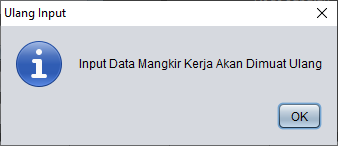 Ulang Input
Input Data Mangkir Kerja Akan Dimuat Ulang
OK